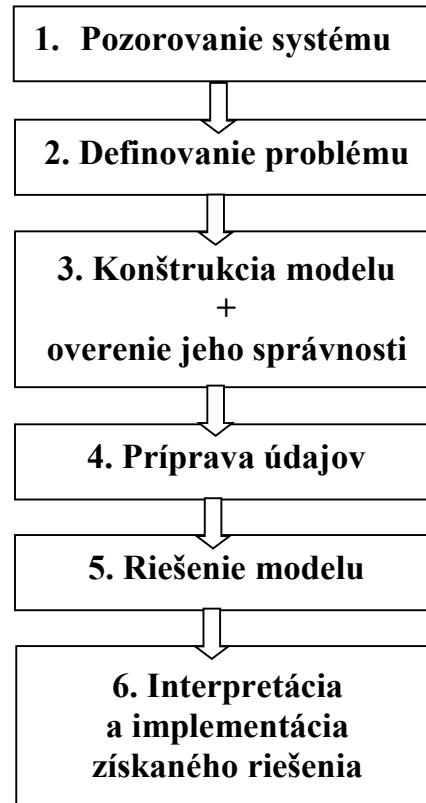 1. Pozorovanie systému
2. Definovanie problému
3. Konštrukcia modelu
+
overenie jeho správnosti
4. Príprava údajov
5. Riešenie modelu
6. Interpretácia
a implementácia
získaného riešenia